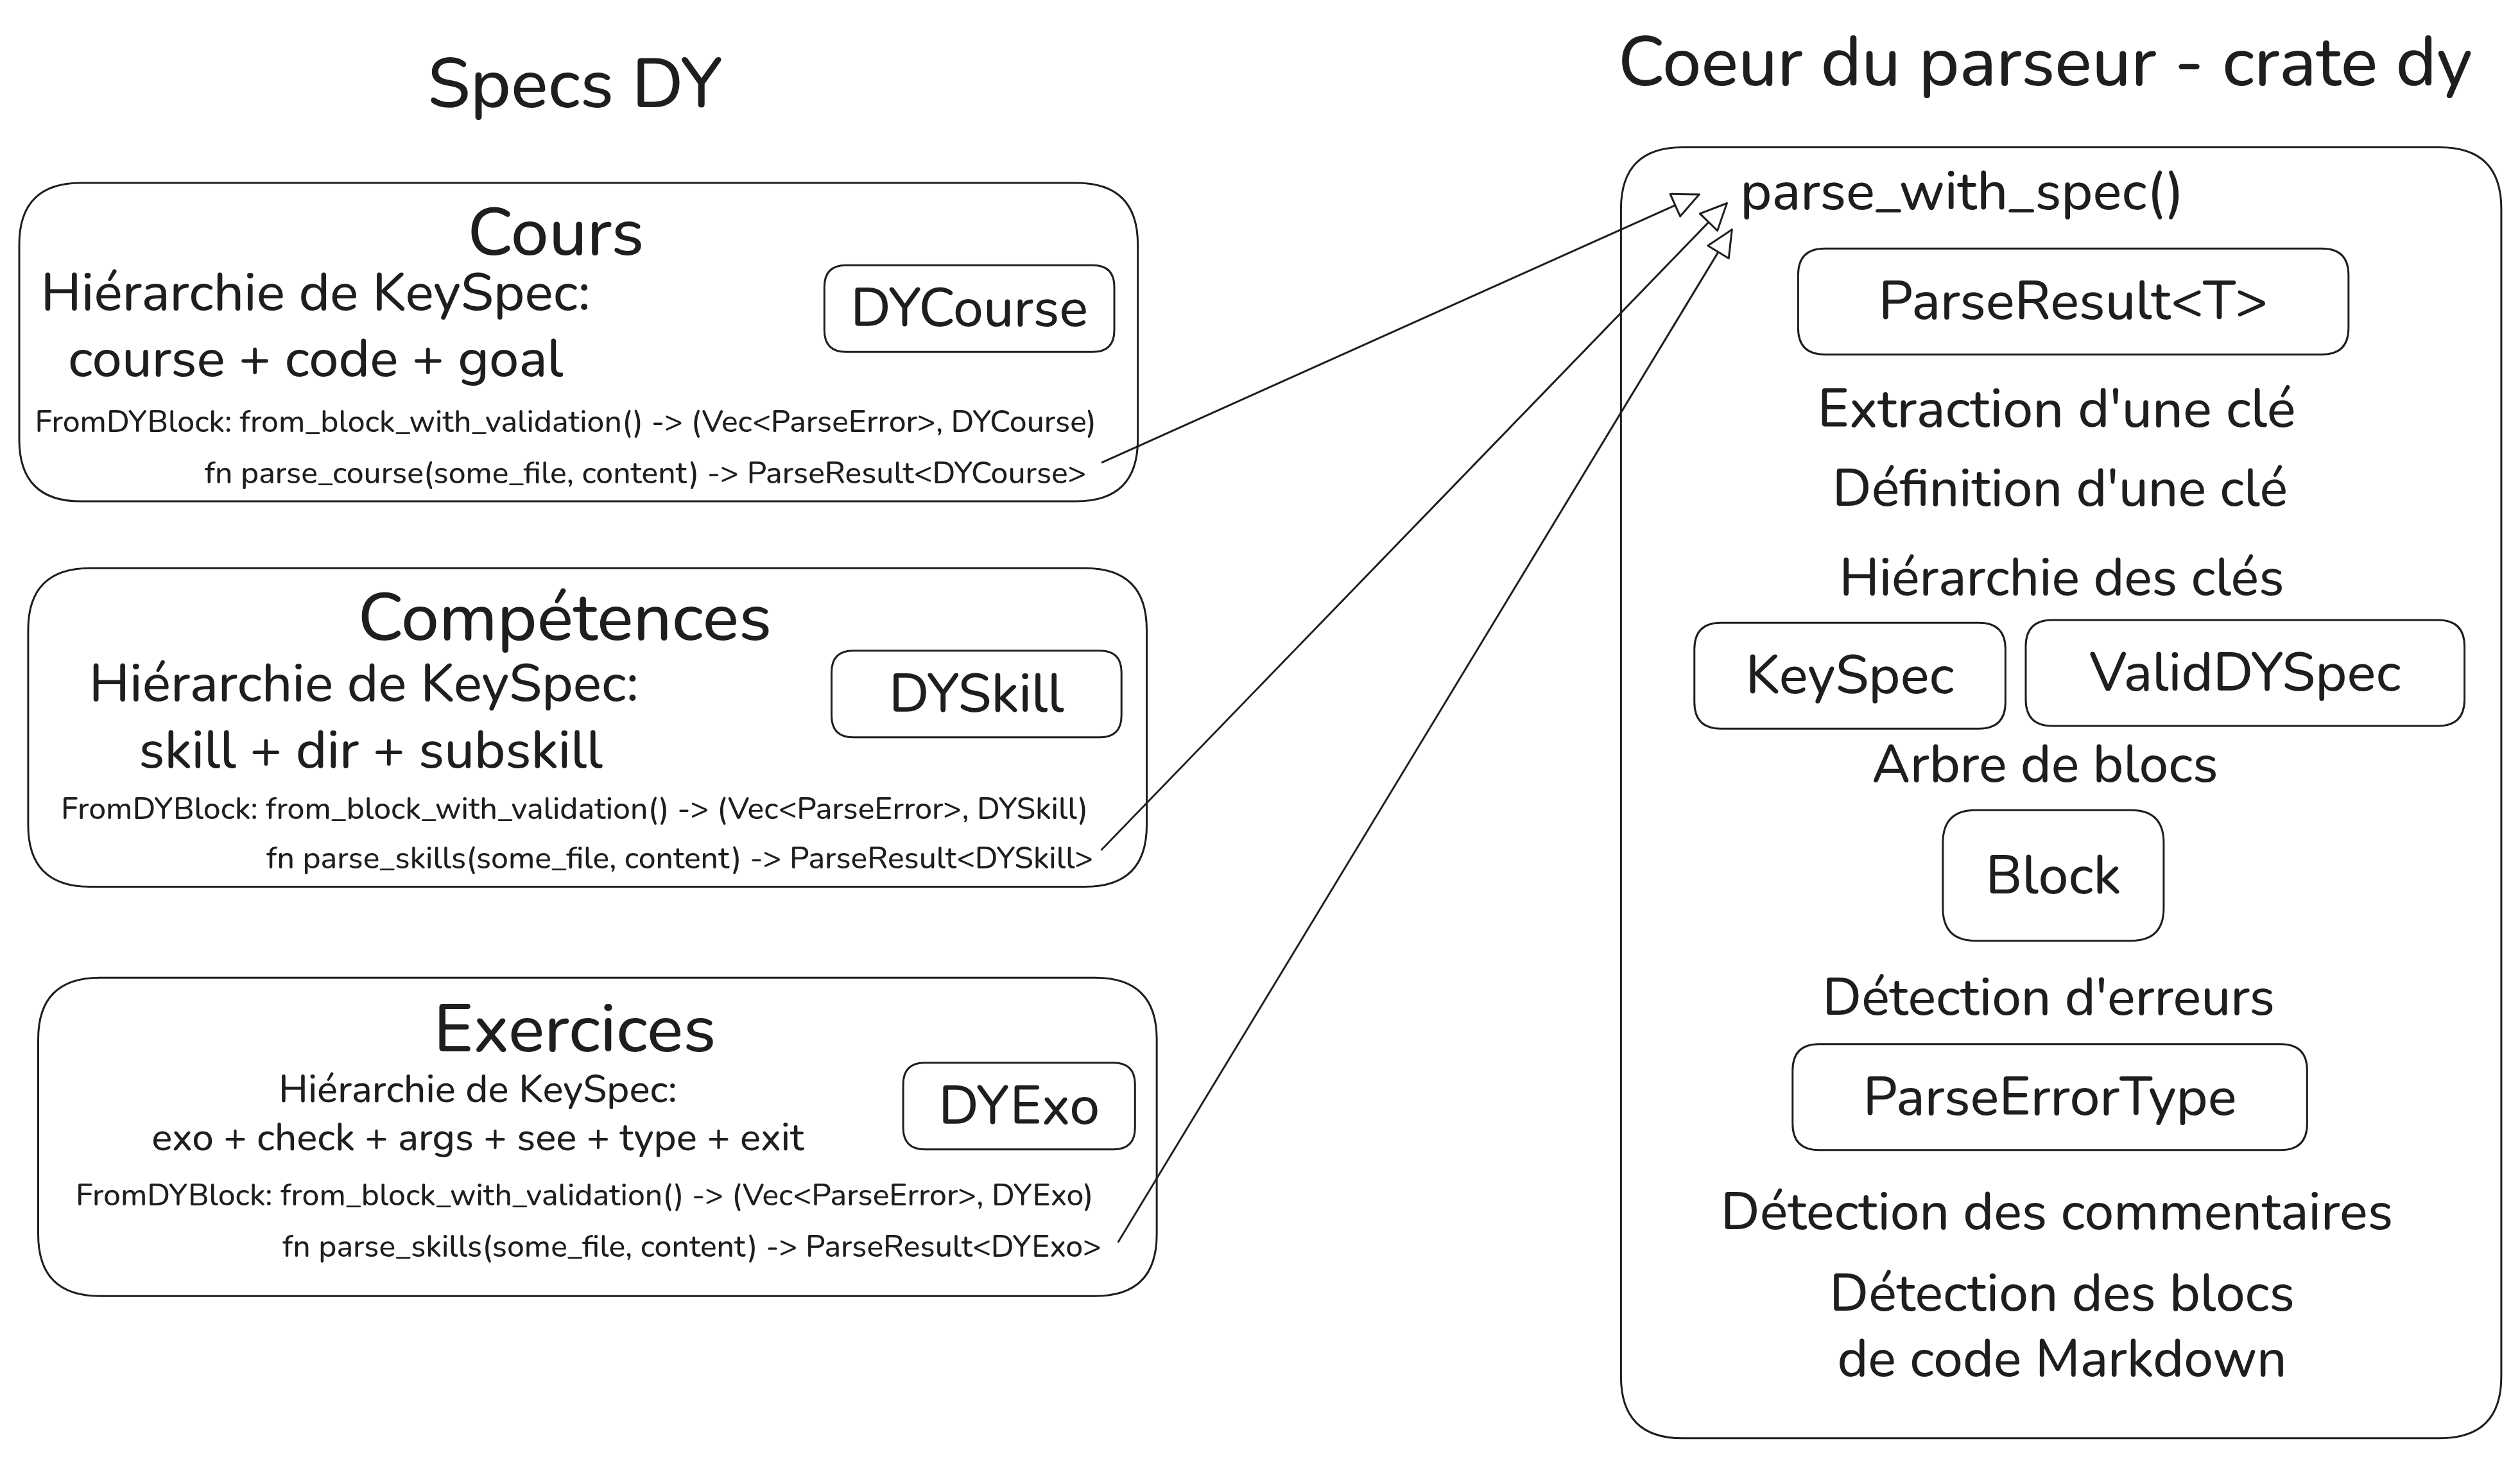 Specs DY
Cours
Hiérarchie de KeySpec:
course + code + goal
DYCourse
FromDYBlock: from_block_with_validation() -> (Vec<ParseError>, DYCourse)
fn parse_course(some_file, content) -> ParseResult<DYCourse>
Compétences
Hiérarchie de KeySpec:
skill + dir + subskill
DYSkill
FromDYBlock: from_block_with_validation() -> (Vec<ParseError>, DYSkill)
fn parse_skills(some_file, content) -> ParseResult<DYSkill>
Exercices
Hiérarchie de KeySpec:
exo + check + args + see + type + exit
DYExo
FromDYBlock: from_block_with_validation() -> (Vec<ParseError>, DYExo)
fn parse_skills(some_file, content) -> ParseResult<DYExo>
Coeur du parseur - crate dy
parse_with_spec()
ParseResult<T>
Extraction d'une clé
Définition d'une clé
Hiérarchie des clés
KeySpec
ValidDYSpec
Arbre de blocs
Block
Détection d'erreurs
ParseErrorType
Détection des commentaires
Détection des blocs
de code Markdown